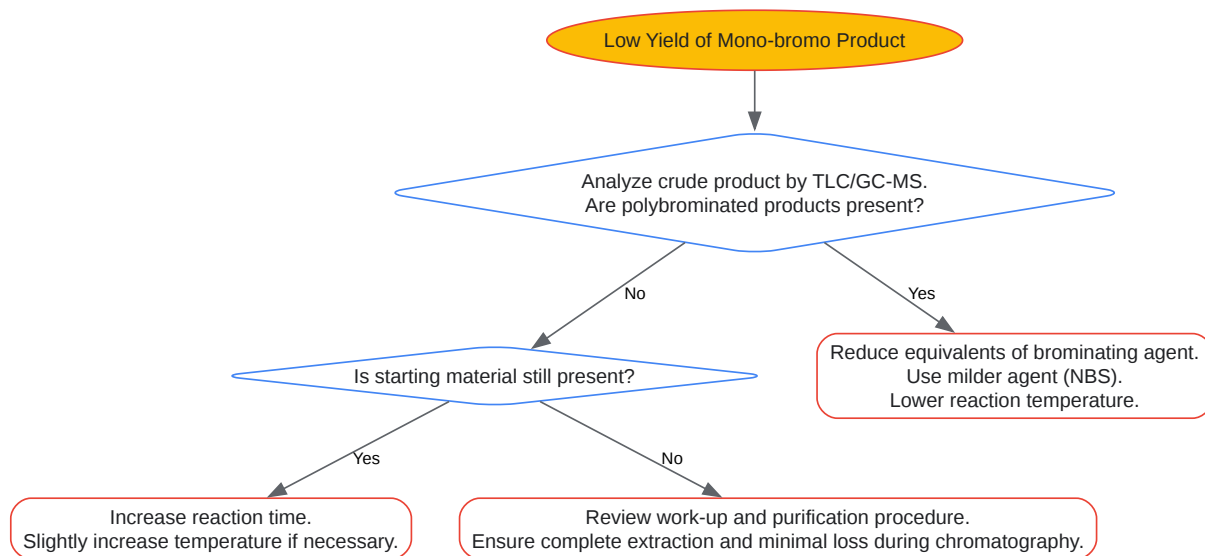 Low Yield of Mono-bromo Product
Analyze crude product by TLC/GC-MS.
Are polybrominated products present?
No
Yes
Is starting material still present?
Reduce equivalents of brominating agent.
Use milder agent (NBS).
Lower reaction temperature.
Yes
No
Increase reaction time.
Slightly increase temperature if necessary.
Review work-up and purification procedure.
Ensure complete extraction and minimal loss during chromatography.